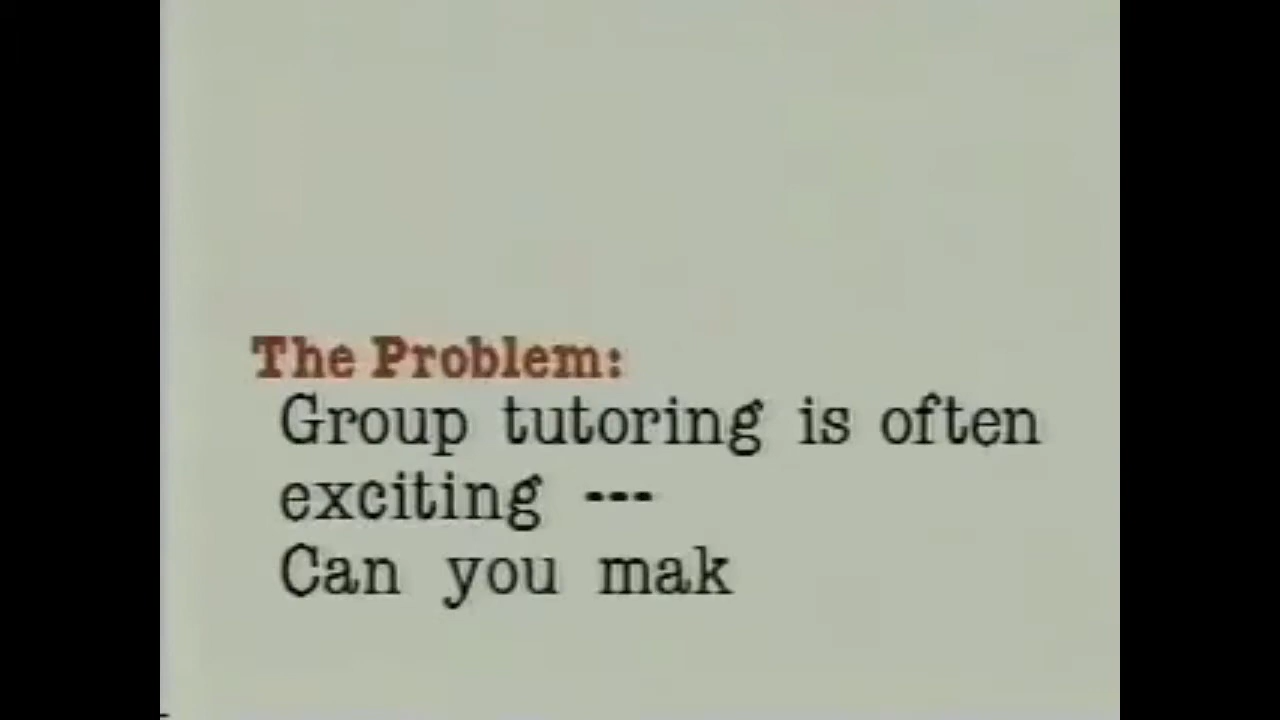 The Problem:
Group tutoring is often
exciting ---
Can you mak